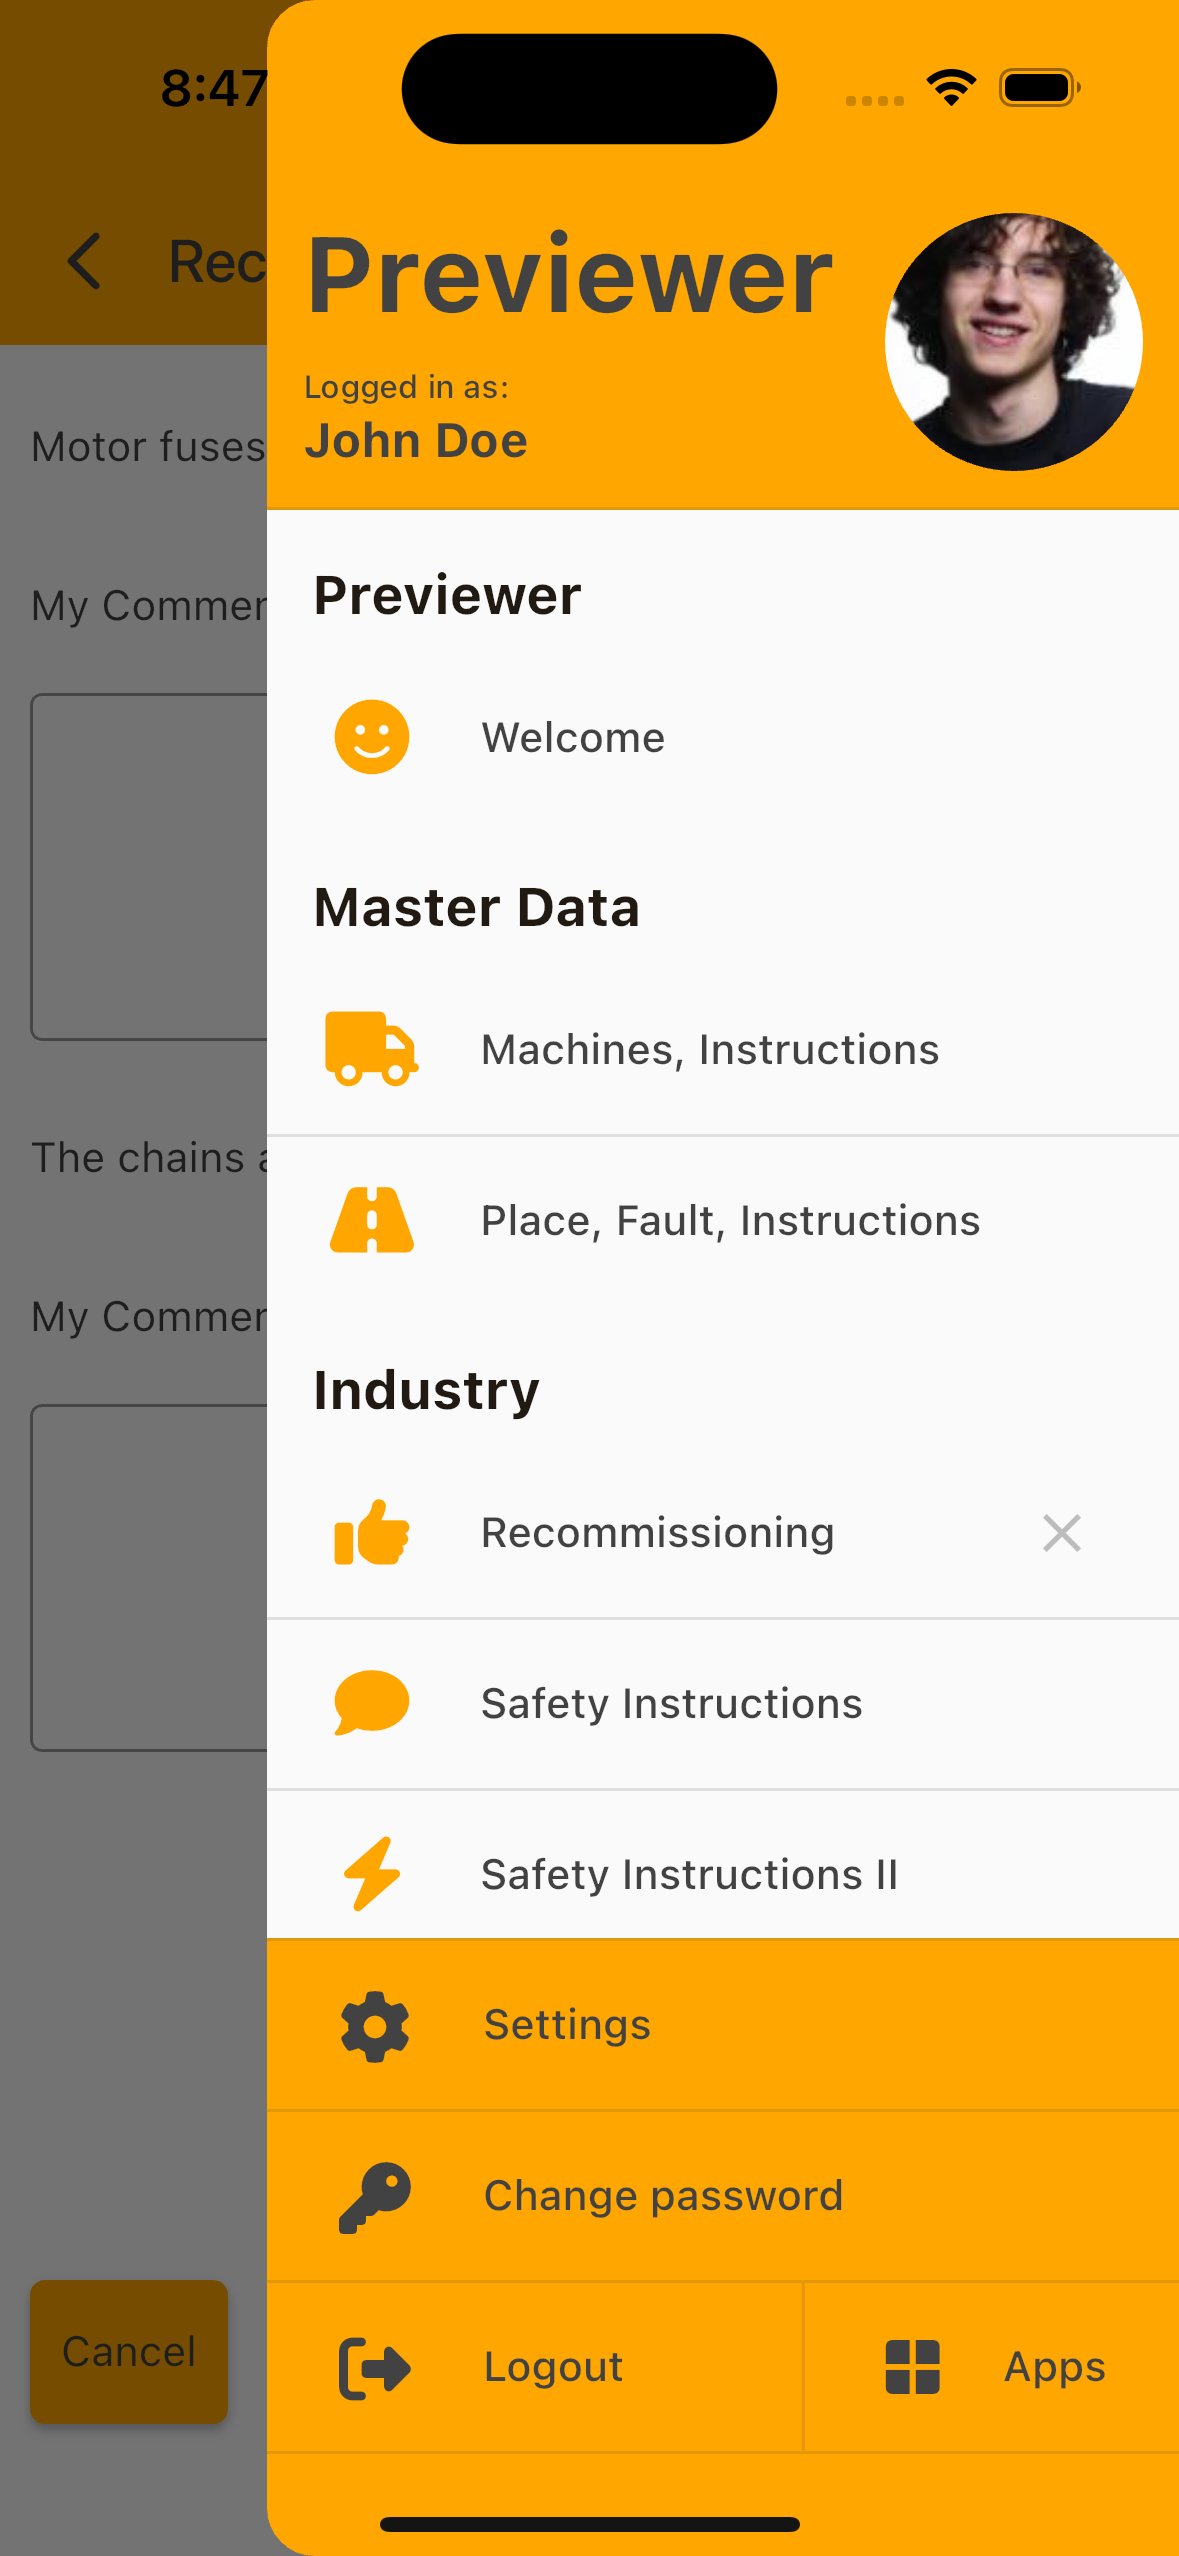 8:47
Rec
Previewer
Logged in as:
John Doe
Motor fuses
My Commen
The chains a
My Commen
Cancel
Previewer
Welcome
Master Data
Machines, Instructions
Place, Fault, Instructions
Industry
Recommissioning
Safety Instructions
Safety Instructions II
Settings
Change password
Logout
Apps